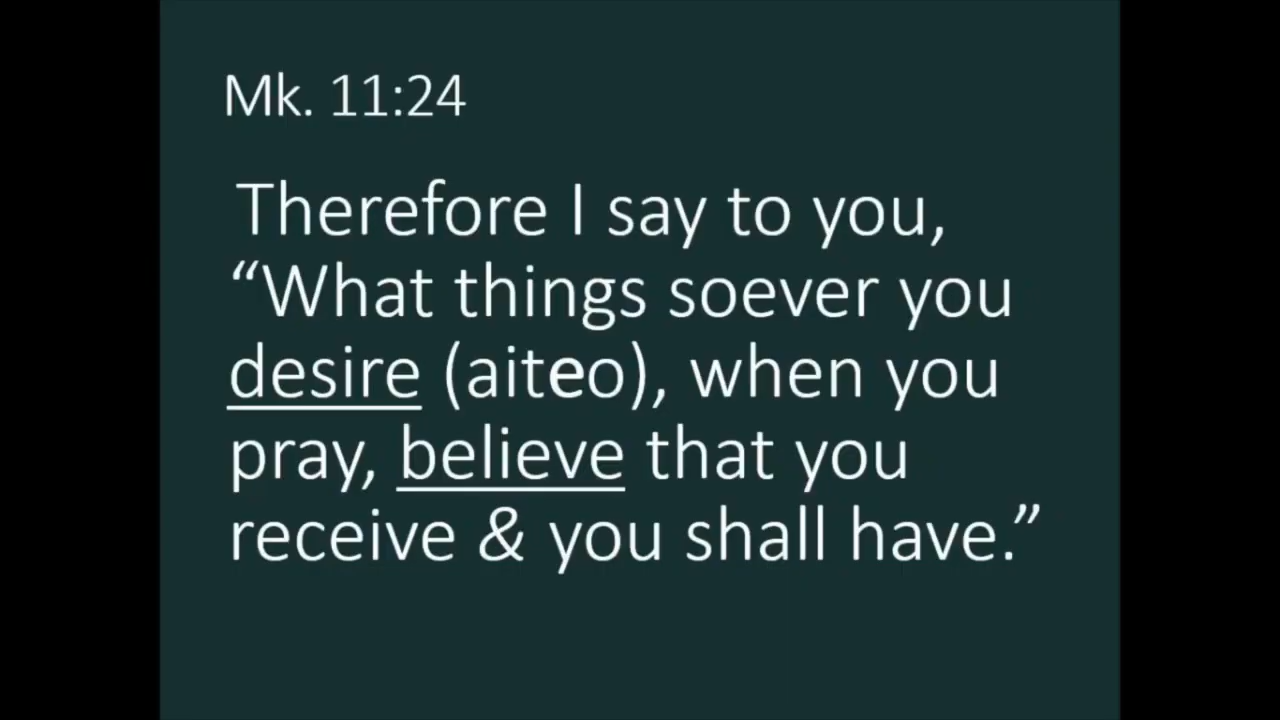 Mk. 11:24
Therefore I say to you,
“What things soever you
desire (aiteo), when you
pray, believe that you
receive & you shall have.”